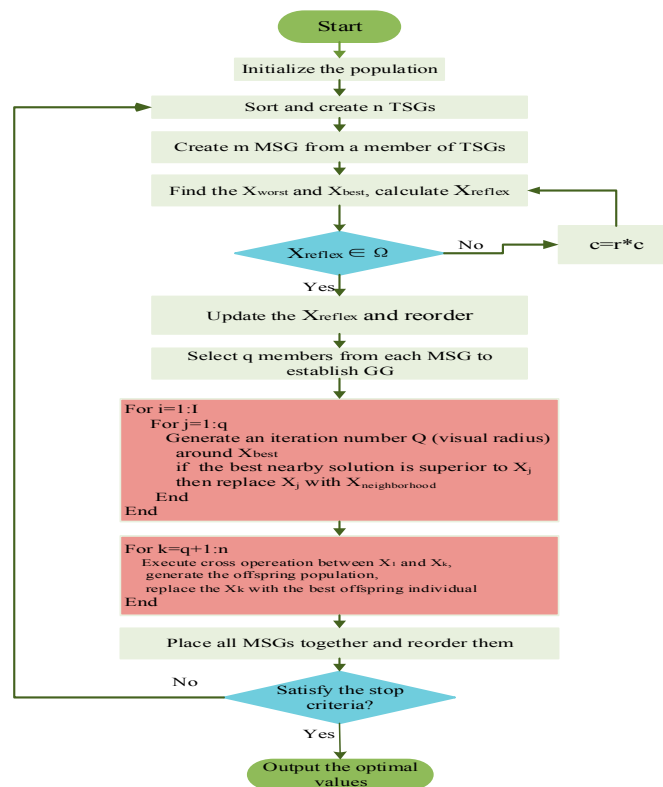 Start
Initialize the population
Sort and create n TSGs
Create m MSG from a member of TSGs
Find the Xworst and Xbest, calculate Xreflex
Xreflex ∈ Ω
No
c=r*c
Yes
Update the Xreflex and reorder
Select q members from each MSG to
establish GG
For i=1:I
For j=1:q
Generate an iteration number Q (visual radius)
around Xbest
if the best nearby solution is superior to Xj
then replace Xj with Xneighborhood
End
End
For k=q+1:n
Execute cross opereation between X1 and Xk,
generate the offspring population,
replace the Xk with the best offspring individual
End
Place all MSGs together and reorder them
No
Satisfy the stop
criteria?
Yes
Output the optimal
values